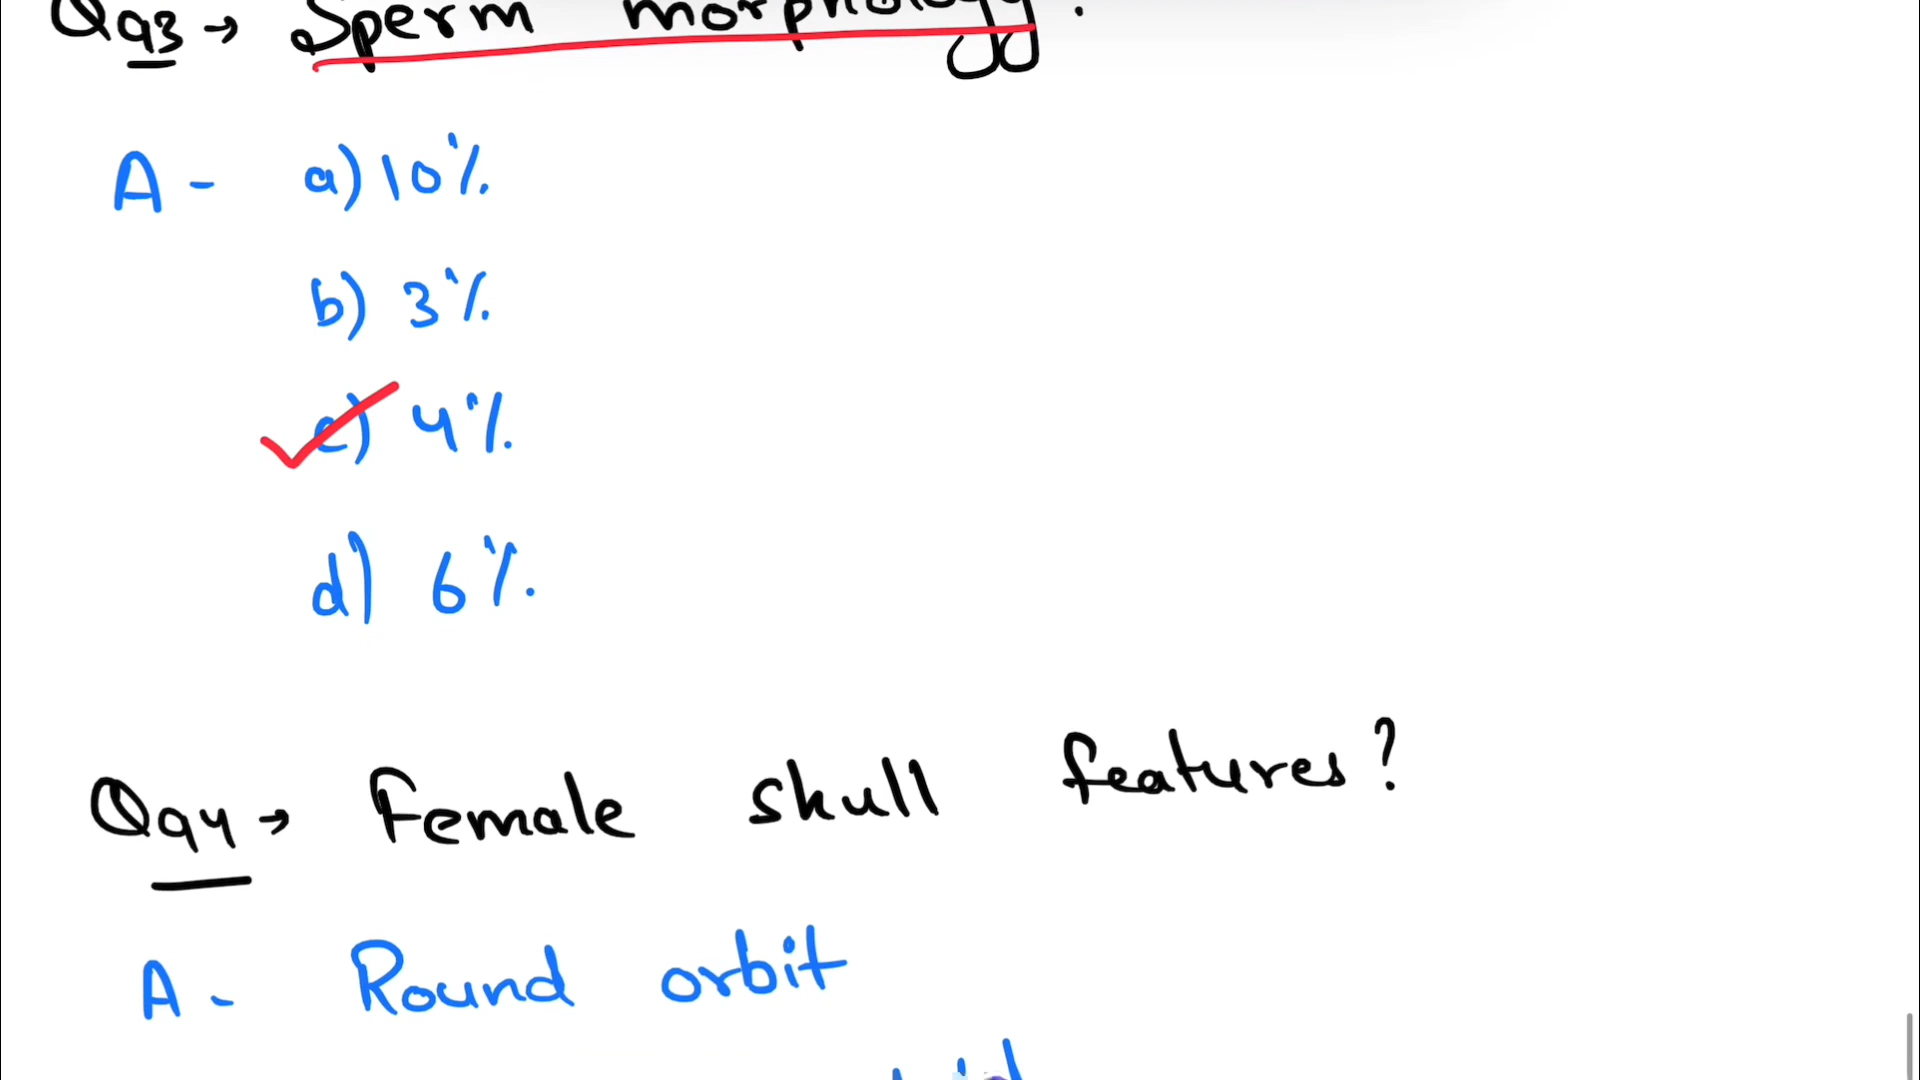 Q93→ Sperm morphology?
A - a) 10%
b) 3%
c) 4%
d) 6%
Q94→ Female skull features?
A - Round orbit